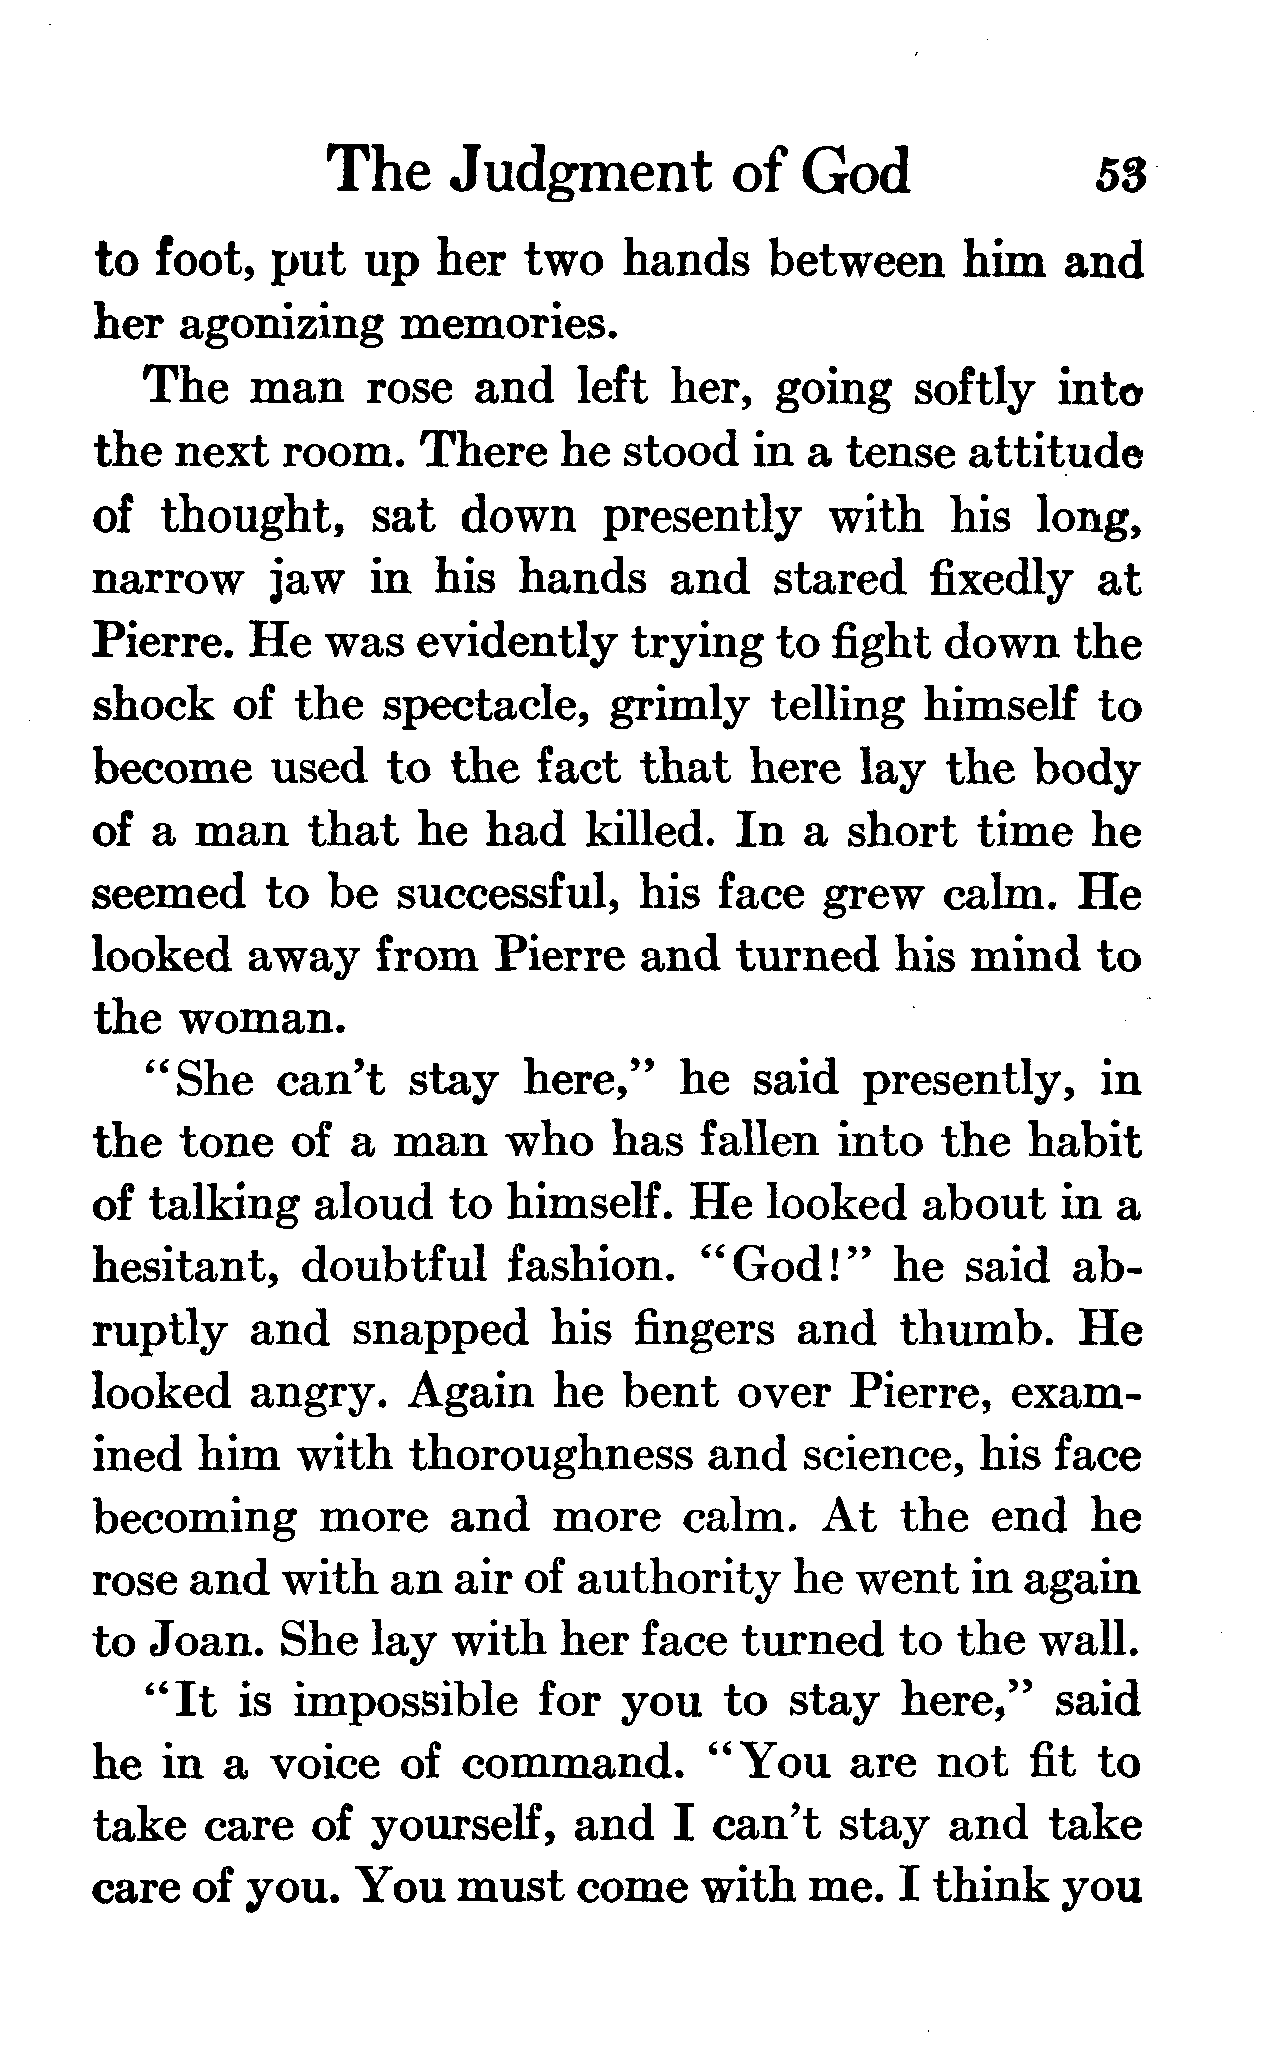 The Judgment of God 53
to foot, put up her two hands between him and
her agonizing memories.
The man rose and left her, going softly into
the next room. There he stood in a tense attitude
of thought, sat down presently with his long,
narrow jaw in his hands and stared fixedly at
Pierre. He was evidently trying to fight down the
shock of the spectacle, grimly telling himself to
become used to the fact that here lay the body
of a man that he had killed. In a short time he
seemed to be successful, his face grew calm. He
looked away from Pierre and turned his mind to
the woman.
“She can’t stay here,” he said presently, in
the tone of a man who has fallen into the habit
of talking aloud to himself. He looked about in a
hesitant, doubtful fashion. “God!” he said ab-
ruptly and snapped his fingers and thumb. He
looked angry. Again he bent over Pierre, exam-
ined him with thoroughness and science, his face
becoming more and more calm. At the end he
rose and with an air of authority he went in again
to Joan. She lay with her face turned to the wall.
“It is impossible for you to stay here,” said
he in a voice of command. “You are not fit to
take care of yourself, and I can’t stay and take
care of you. You must come with me. I think you